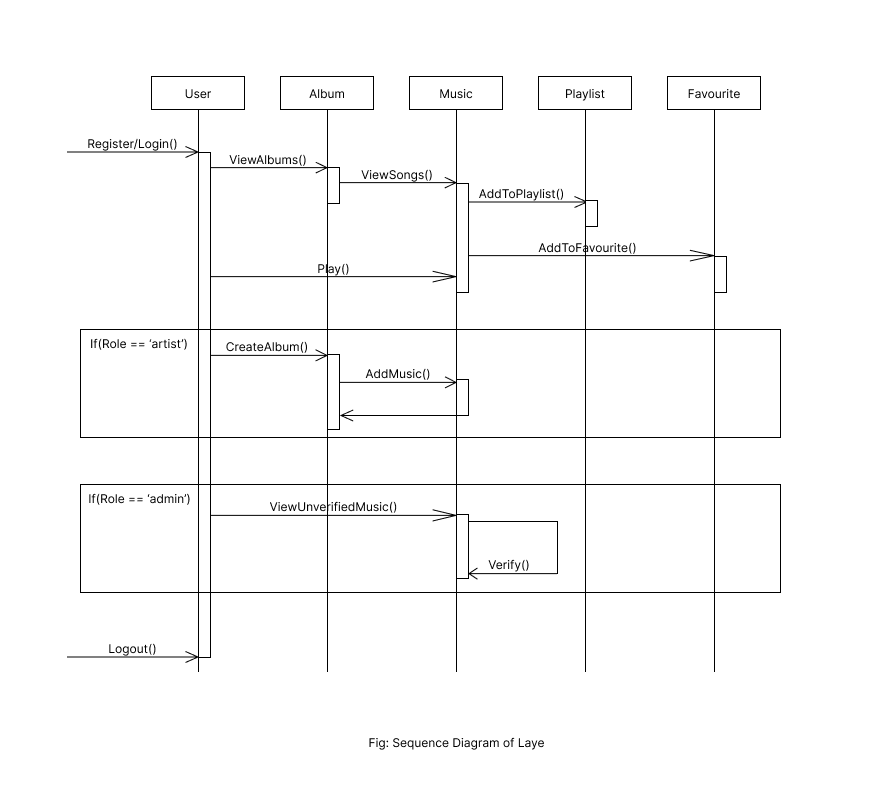 User
Album
Music
Playlist
Favourite
Register/Login()
ViewAlbums()
ViewSongs()
AddToPlaylist()
AddToFavourite()
Play()
If(Role == ‘artist’)
CreateAlbum()
AddMusic()
If(Role == ‘admin’)
ViewUnverifiedMusic()
Verify()
Logout()
Fig: Sequence Diagram of Laye